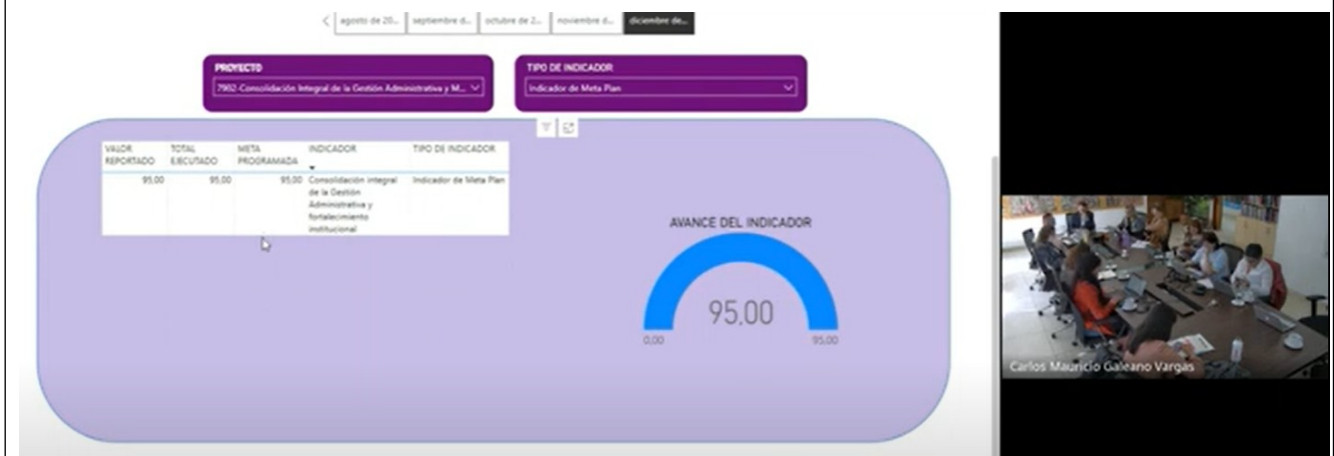 agosto de 20... septiembre d... octubre de 2... noviembre d... diciembre de...
PROYECTO
7902-Consolidación Integral de la Gestión Administrativa y M...
TIPO DE INDICADOR
Indicador de Meta Plan
VALOR REPORTADO
TOTAL EJECUTADO
META PROGRAMADA
INDICADOR
TIPO DE INDICADOR
95,00
95,00
95,00
Consolidación integral
de la Gestión
Administrativa y
fortalecimiento
institucional
Indicador de Meta Plan
AVANCE DEL INDICADOR
95,00
0,00
95,00
Carlos Mauricio Galeano Vargas